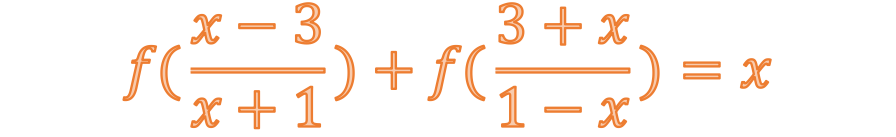 f((x − 3)/(x + 1)) + f((3 + x)/(1 − x)) = x